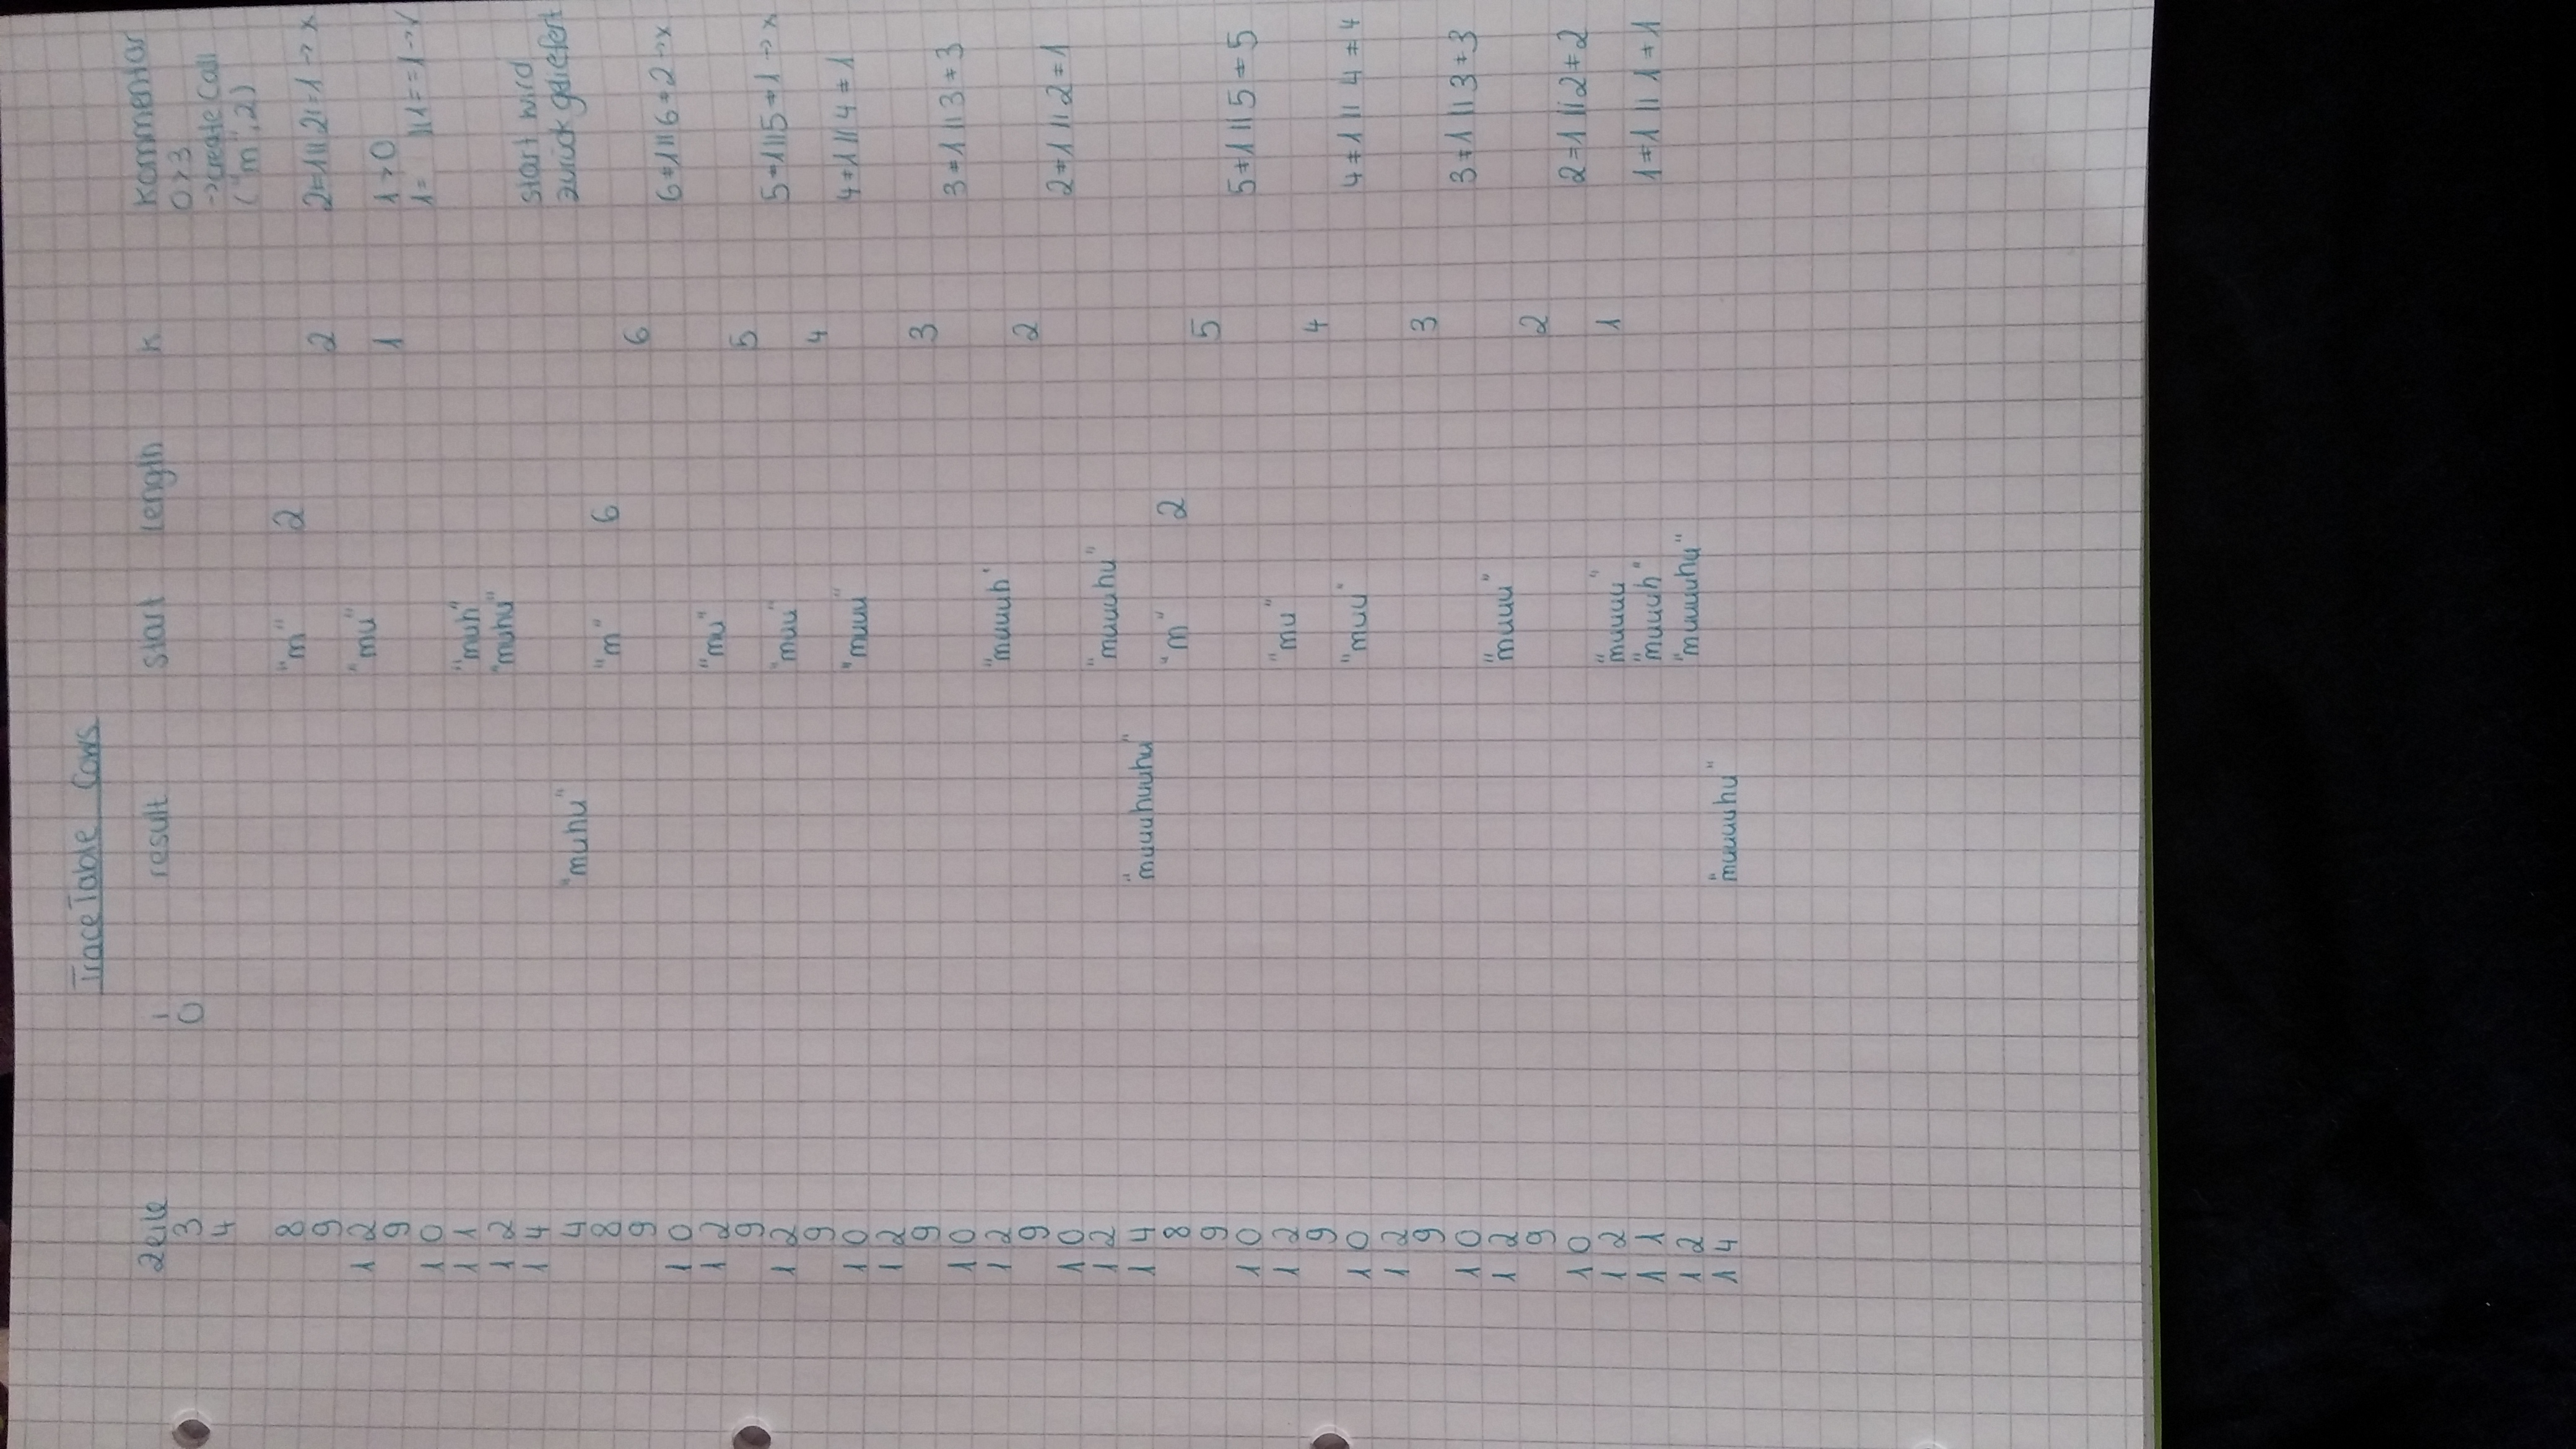 TraceTable Cows
Zeile i result start length k Kommentar
3 0 0>3
4 ->create Call
("m",2)
8 "m" 2
9 2 2=1||2!=1 -> x
12 "mu"
9 1 1>0
10 1= ||1==1->√
11 "muh"
12 "muhu"
14 start wird
4 "muhu" zurück geliefert
8 "m" 6
9 6
10 6=1||6=2->x
12 "mu"
9 5
12 "muu" 5=1||5=1->x
9 4
10 "muuu" 4=1||4=1
12
9 3
10 3=1||3=3
12 "muuuh"
9 2
10 2=1||2=1
12 "muuuhu"
14 "muuuhuuhu"
8 "m" 2
9 5
10 5=1||5=5
12 "mu"
9 4
10 "muu" 4=1||4=4
12
9 3
10 3=1||3=3
12 "muuu"
9 2
10 2=1||2=2
12 "muuuu" 1
11 "muuuh" 1=1||1=1
12 "muuuuhu"
14 "muuuuhu"